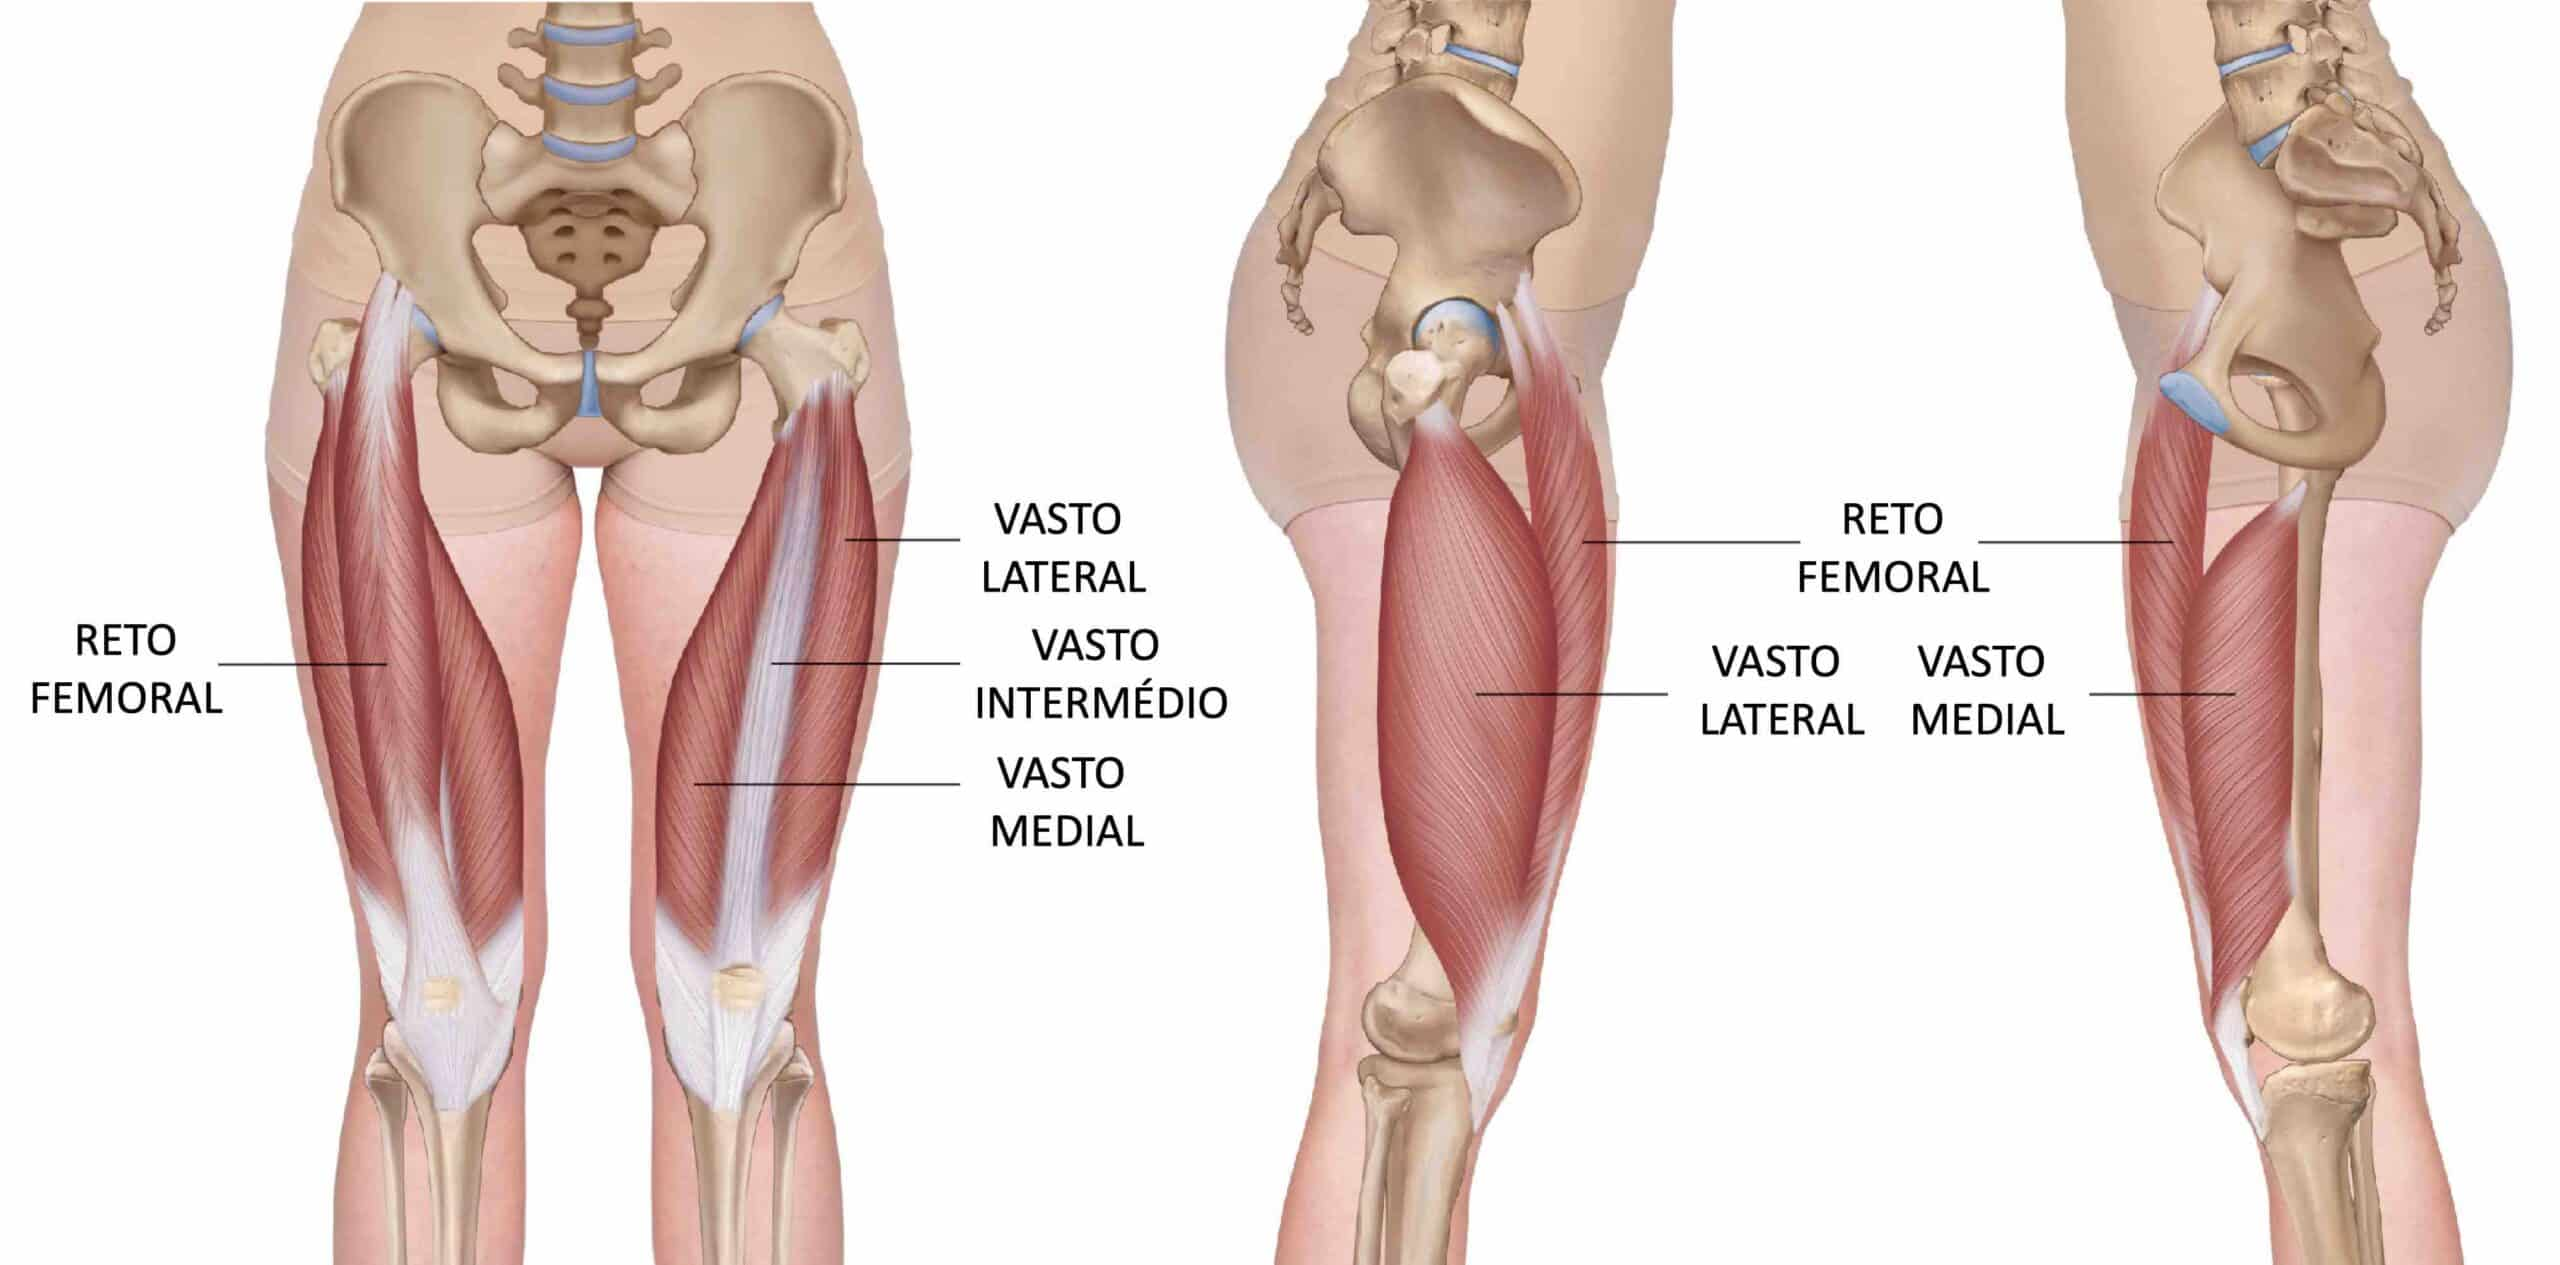 RETO
FEMORAL
VASTO
LATERAL
VASTO
INTERMÉDIO
VASTO
MEDIAL
RETO
FEMORAL
VASTO
LATERAL
VASTO
MEDIAL